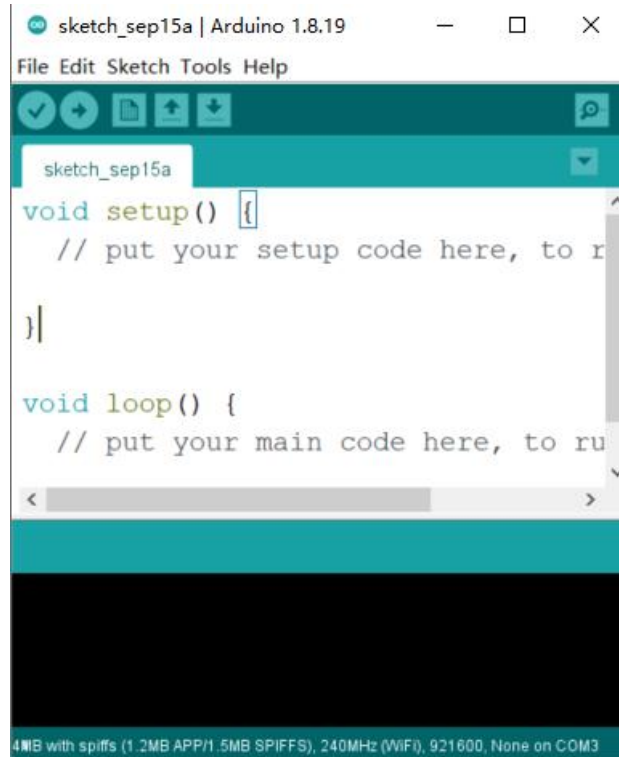 sketch_sep15a | Arduino 1.8.19
File Edit Sketch Tools Help
sketch_sep15a
void setup() {
// put your setup code here, to r
}
void loop() {
// put your main code here, to ru
with spiffs (1.2MB APP/1.5MB SPIFFS), 240MHz (WiFi), 921600, None on COM3